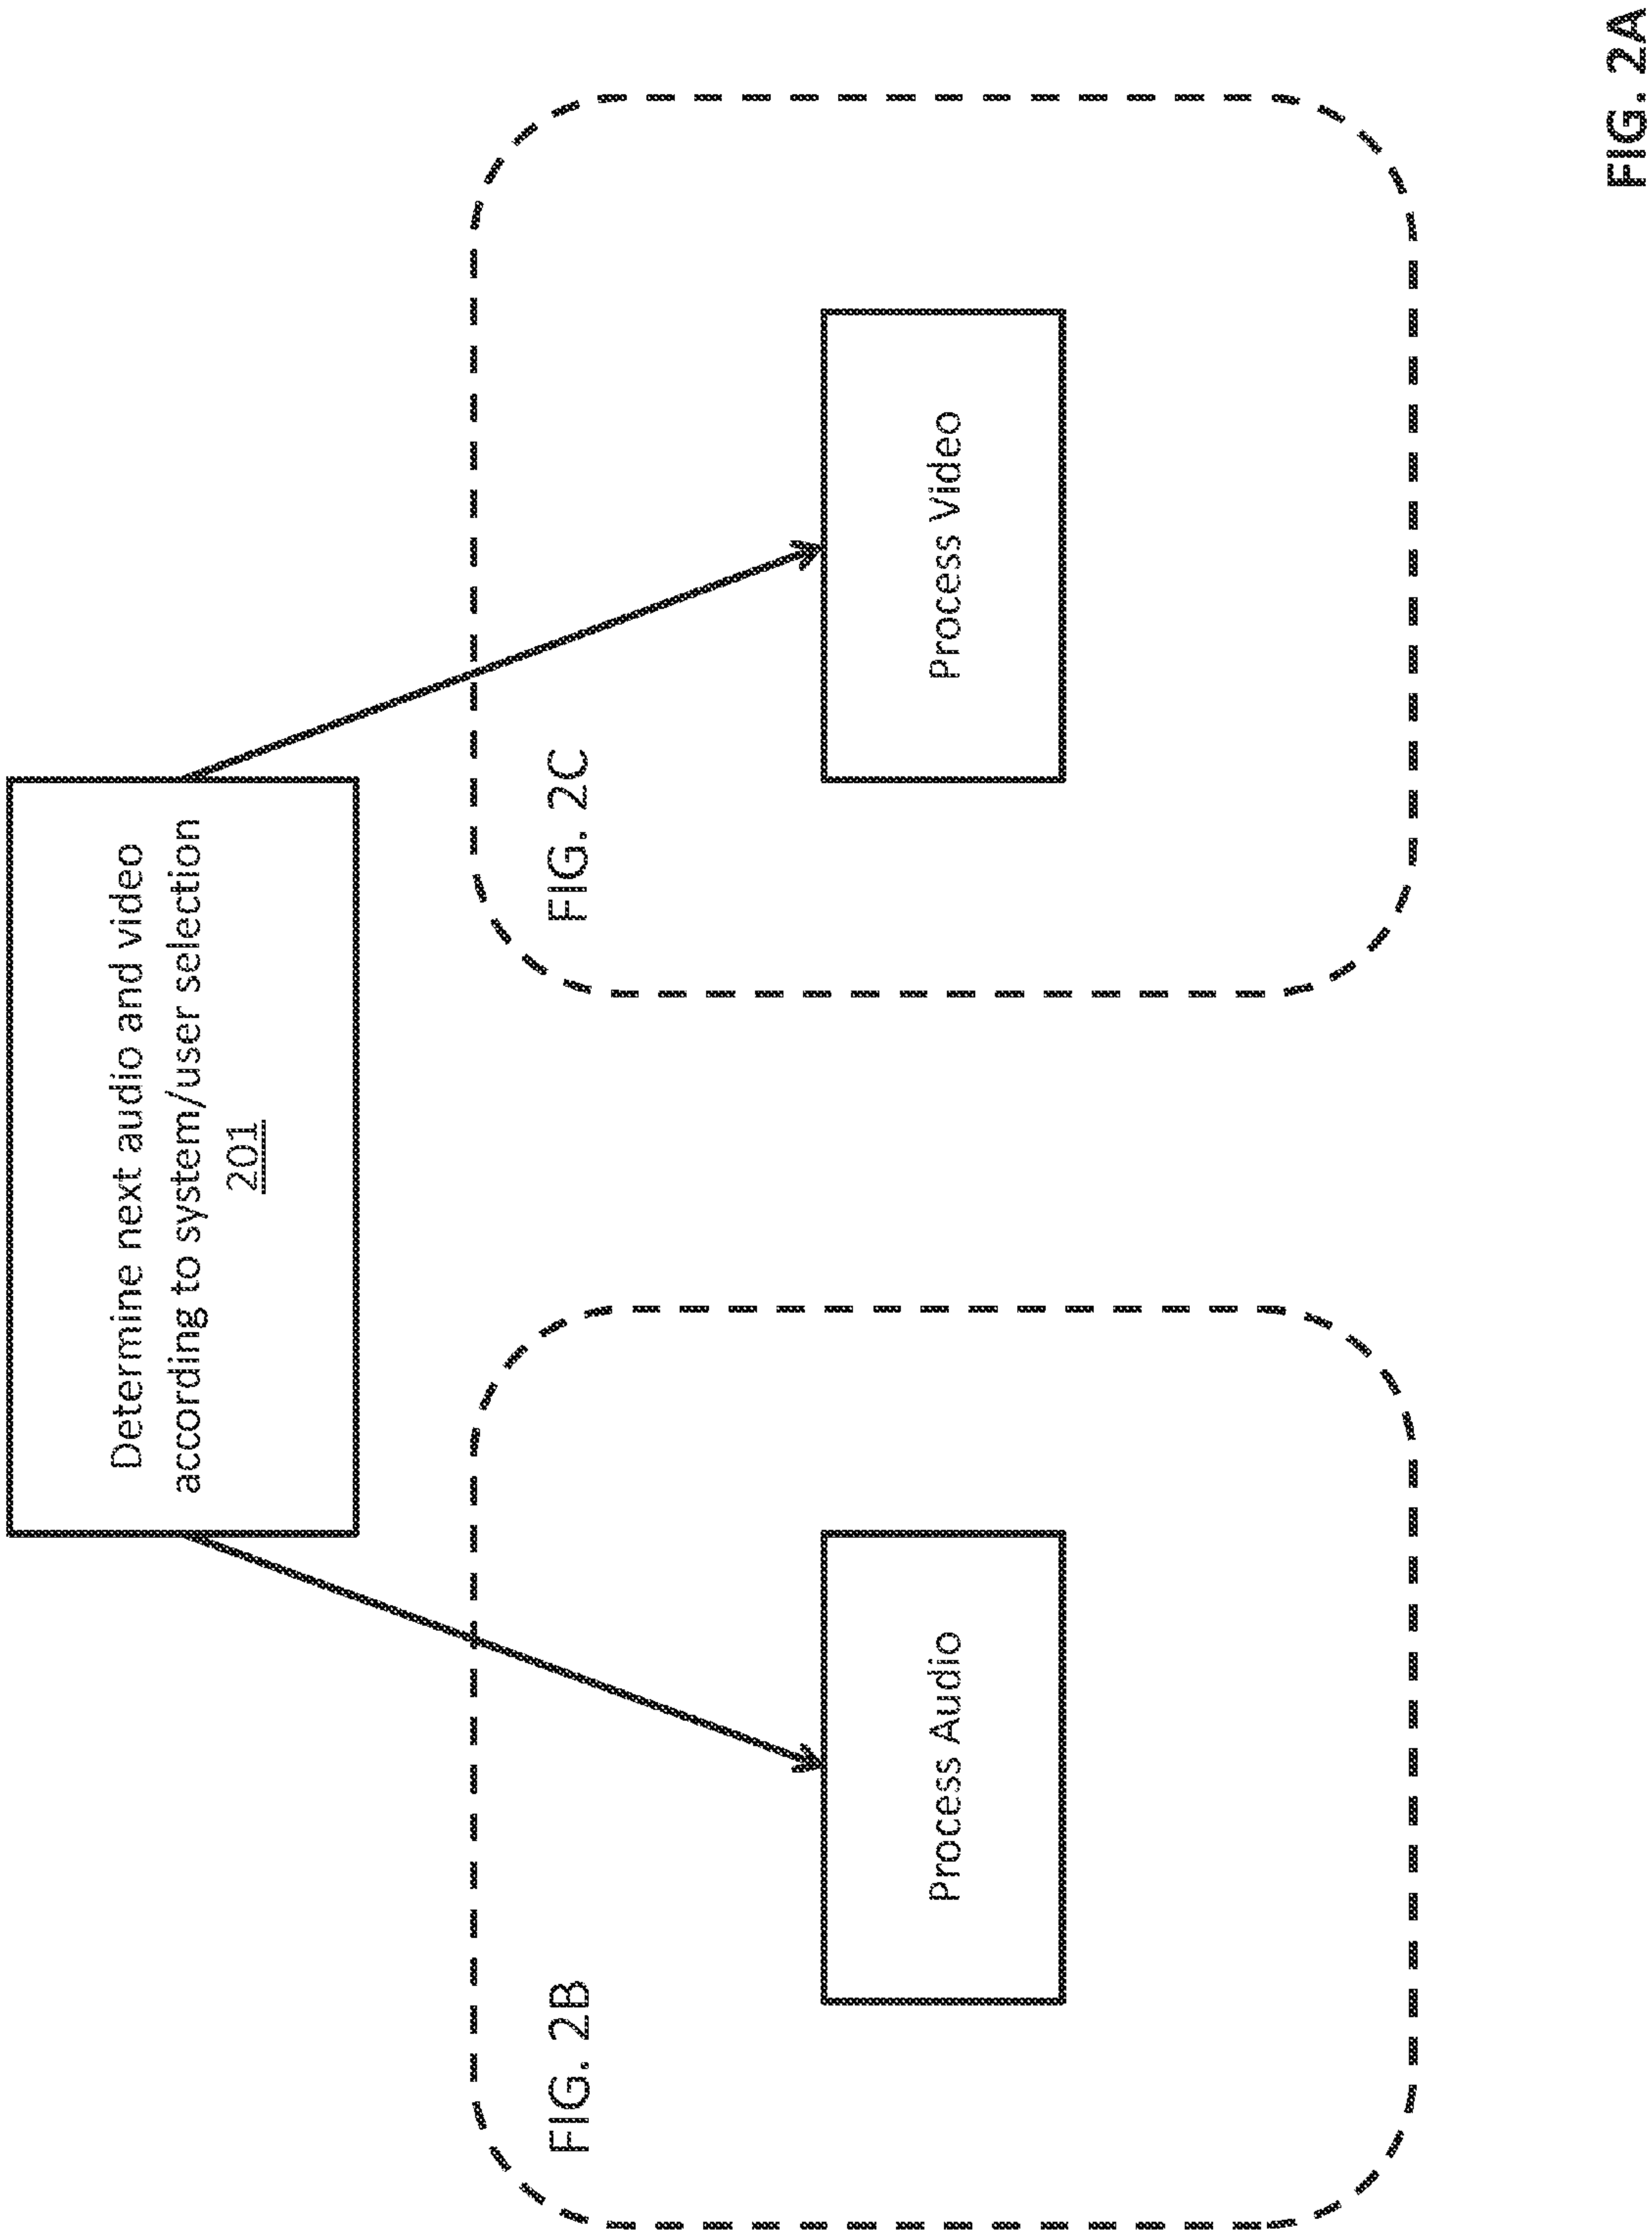 Determine next audio and video
according to system/user selection
201
FIG. 2B
Process Audio
FIG. 2C
Process Video
FIG. 2A